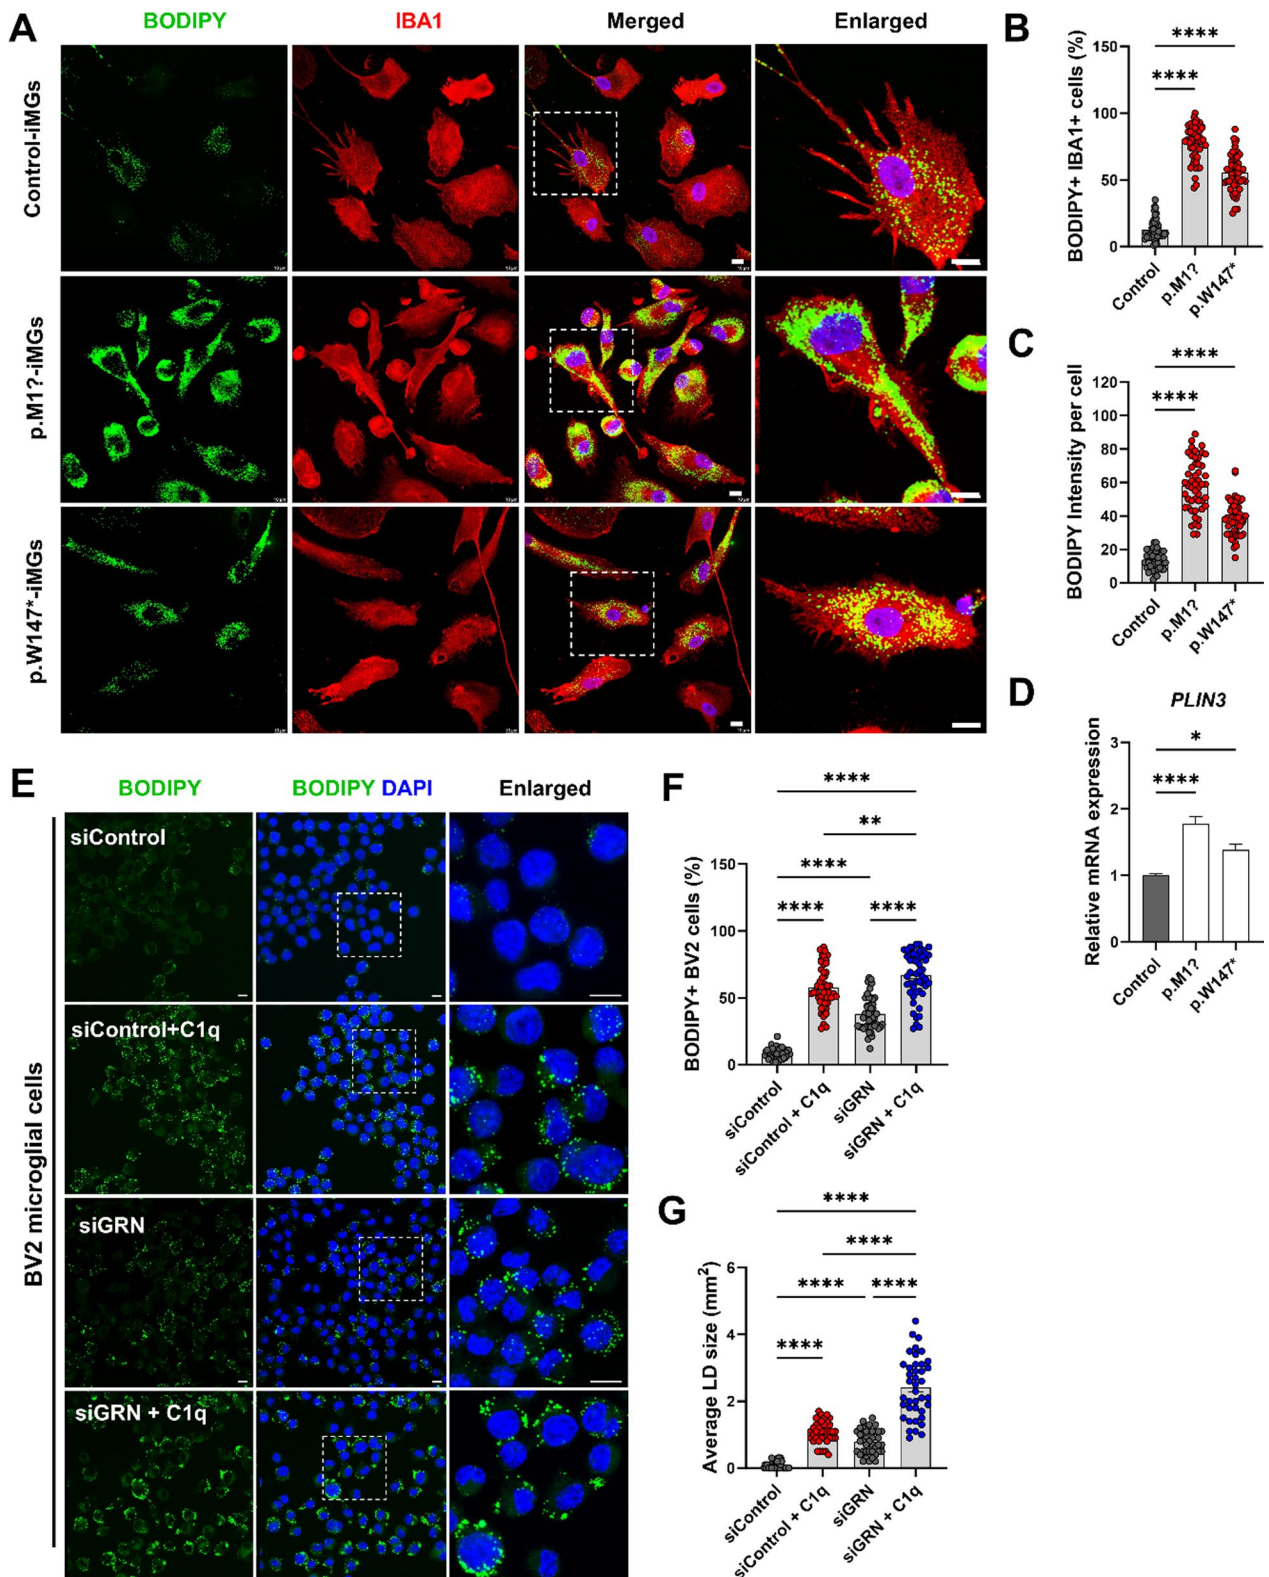 A
BODIPY
IBA1
Merged
Enlarged
Control-iMGs
p.M1?-iMGs
p.W147*-iMGs
B
BODIPY+ IBA1+ cells (%)
150
100
50
0
****
****
Control
p.M1?
p.W147*
C
BODIPY Intensity per cell
120
100
80
60
40
20
0
****
****
Control
p.M1?
p.W147*
D
PLIN3
Relative mRNA expression
3
2
1
0
*
****
Control
p.M1?
p.W147*
E
BODIPY
BODIPY DAPI
Enlarged
BV2 microglial cells
siControl
siControl+C1q
siGRN
siGRN + C1q
F
BODIPY+ BV2 cells (%)
150
100
50
0
****
**
****
**** ****
siControl
siControl + C1q
siGRN
siGRN + C1q
G
Average LD size (mm²)
6
4
2
0
****
****
**** ****
****
siControl
siControl + C1q
siGRN
siGRN + C1q